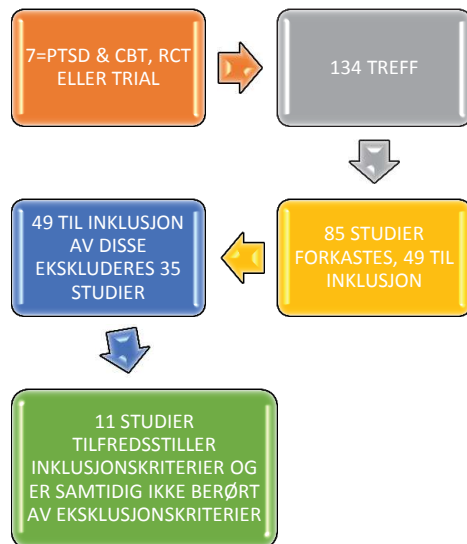 7=PTSD & CBT, RCT
ELLER TRIAL
134 TREFF
85 STUDIER
FORKASTES, 49 TIL
INKLUSJON
49 TIL INKLUSJON
AV DISSE
EKSKLUDERES 35
STUDIER
11 STUDIER
TILFREDSSTILLER
INKLUSJONSKRITERIER OG
ER SAMTIDIG IKKE BERØRT
AV EKSKLUSJONSKRITERIER